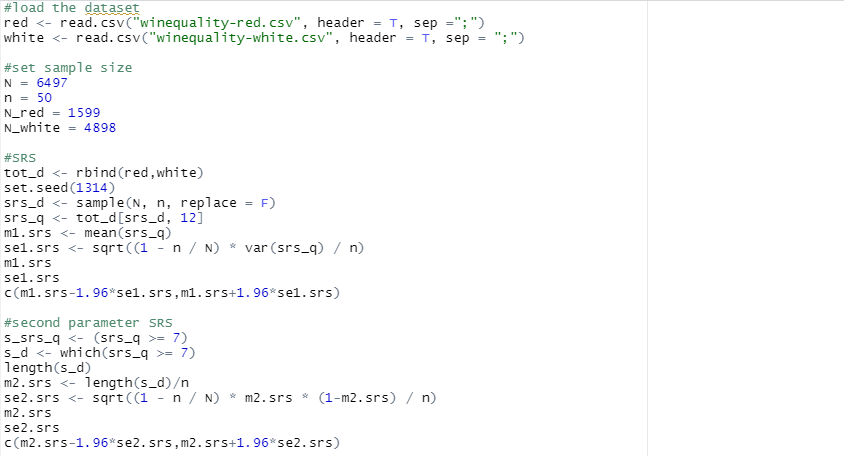 #load the dataset
red <- read.csv("winequality-red.csv", header = T, sep =";")
white <- read.csv("winequality-white.csv", header = T, sep = ";")
#set sample size
N = 6497
n = 50
N_red = 1599
N_white = 4898
#SRS
tot_d <- rbind(red,white)
set.seed(1314)
srs_d <- sample(N, n, replace = F)
srs_q <- tot_d[srs_d, 12]
m1.srs <- mean(srs_q)
se1.srs <- sqrt((1 - n / N) * var(srs_q) / n)
m1.srs
se1.srs
c(m1.srs-1.96*se1.srs,m1.srs+1.96*se1.srs)
#second parameter SRS
s_srs_q <- (srs_q >= 7)
s_d <- which(srs_q >= 7)
length(s_d)
m2.srs <- length(s_d)/n
se2.srs <- sqrt((1 - n / N) * m2.srs * (1-m2.srs) / n)
m2.srs
se2.srs
c(m2.srs-1.96*se2.srs,m2.srs+1.96*se2.srs)